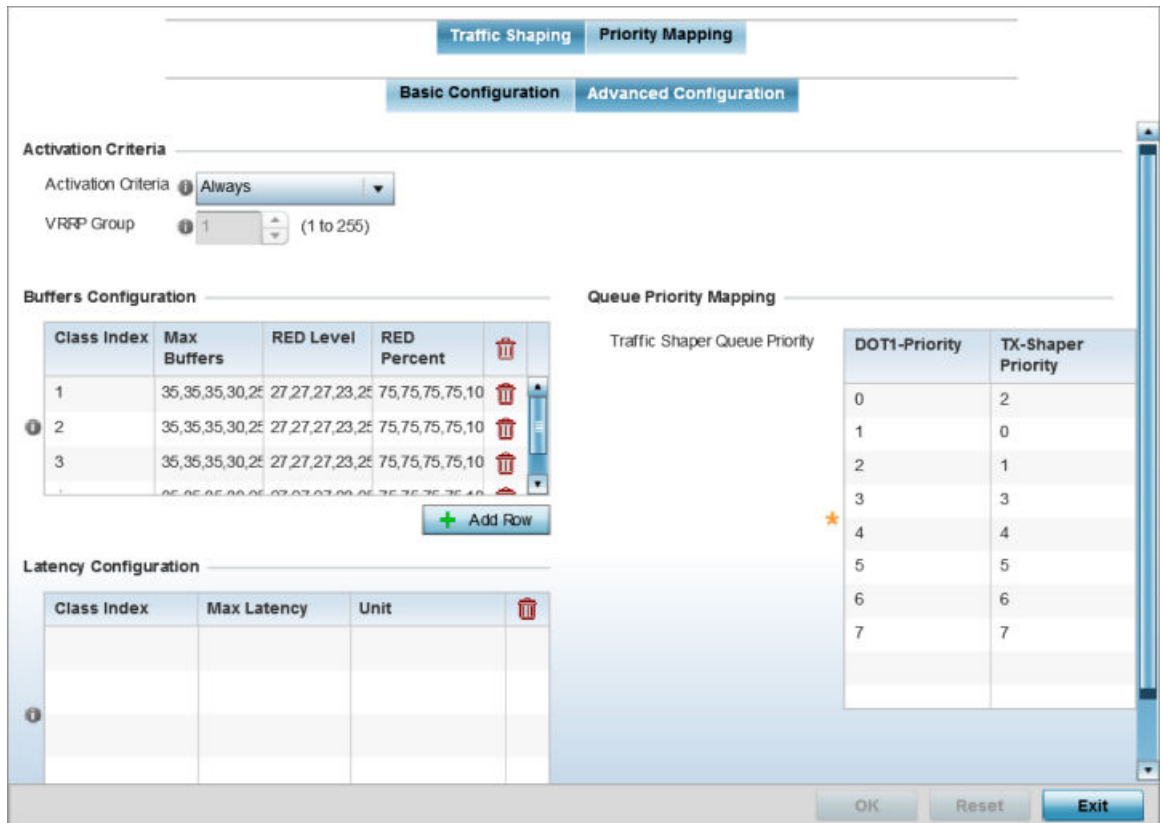 Traffic Shaping Priority Mapping
Basic Configuration Advanced Configuration
Activation Criteria
Activation Criteria Always
VRRP Group 1 (1 to 255)
Buffers Configuration
Class Index Max Buffers RED Level RED Percent
1 35,35,35,30,25 27,27,27,23,25 75,75,75,75,10
2 35,35,35,30,25 27,27,27,23,25 75,75,75,75,10
3 35,35,35,30,25 27,27,27,23,25 75,75,75,75,10
+ Add Row
Latency Configuration
Class Index Max Latency Unit
Queue Priority Mapping
Traffic Shaper Queue Priority
DOT1-Priority TX-Shaper Priority
0 2
1 0
2 1
3 3
4 4
5 5
6 6
7 7
OK Reset Exit